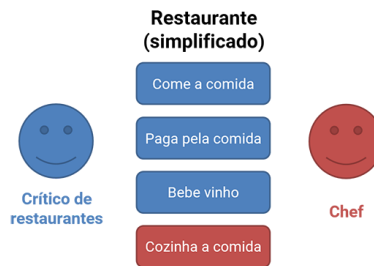 Restaurante
(simplificado)
Come a comida
Paga pela comida
Bebe vinho
Cozinha a comida
Crítico de
restaurantes
Chef